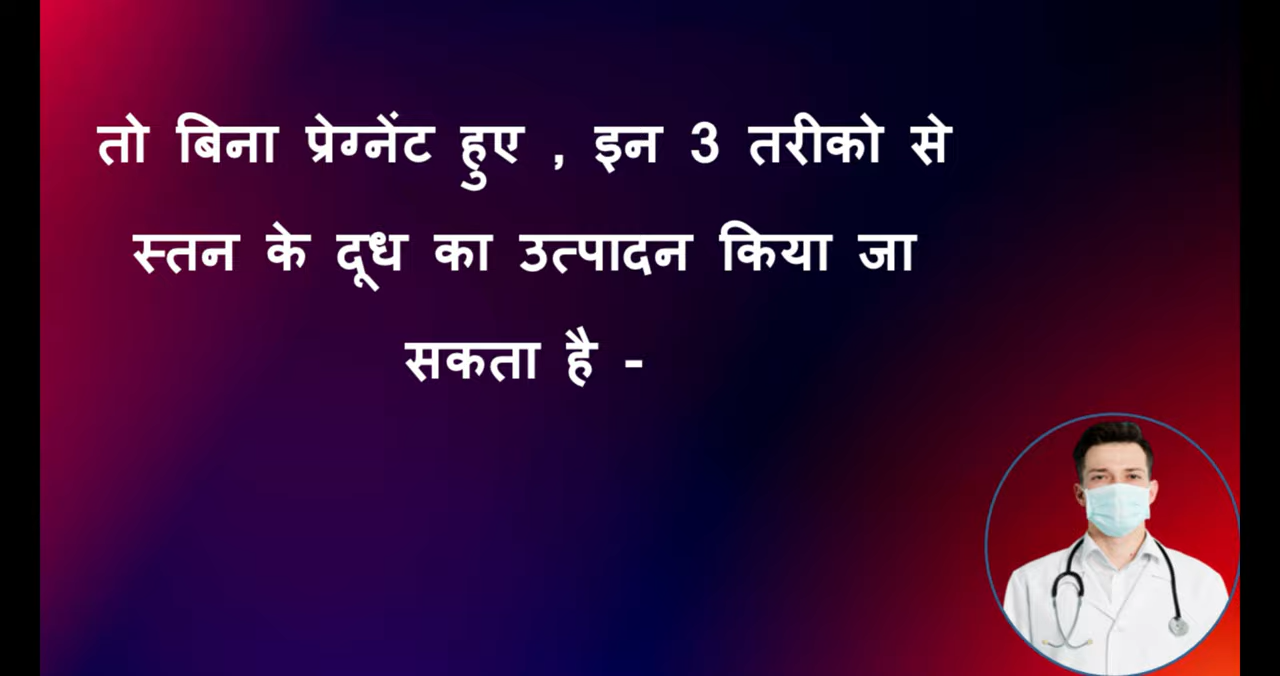 तो बिना प्रेग्नेंट हुए , इन 3 तरीको से
स्तन के दूध का उत्पादन किया जा
सकता है -